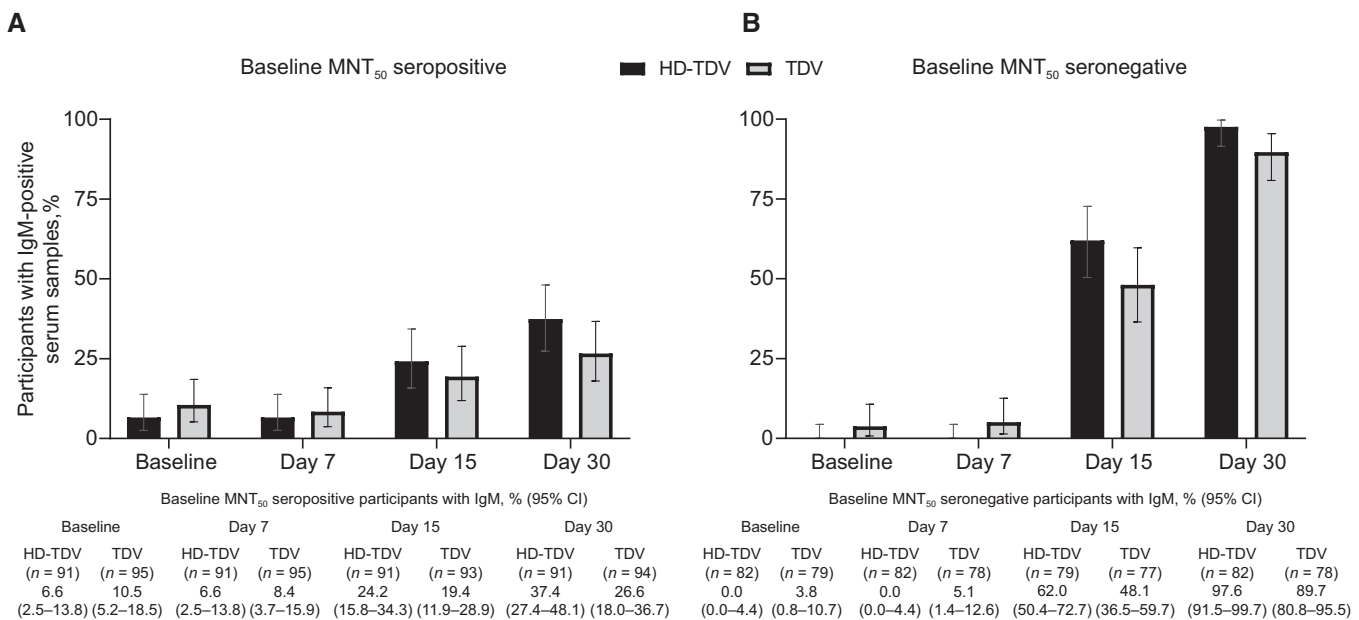 A
B
Baseline MNT50 seropositive
HD-TDV
TDV
Baseline MNT50 seronegative
Participants with IgM-positive
serum samples,%
100
75
50
25
0
Baseline
Day 7
Day 15
Day 30
100
75
50
25
0
Baseline
Day 7
Day 15
Day 30
Baseline MNT50 seropositive participants with IgM, % (95% CI)
Baseline Day 7 Day 15 Day 30
HD-TDV TDV HD-TDV TDV HD-TDV TDV HD-TDV TDV
(n = 91) (n = 95) (n = 91) (n = 95) (n = 91) (n = 93) (n = 91) (n = 94)
6.6 10.5 6.6 8.4 24.2 19.4 37.4 26.6
(2.5–13.8) (5.2–18.5) (2.5–13.8) (3.7–15.9) (15.8–34.3) (11.9–28.9) (27.4–48.1) (18.0–36.7)
Baseline MNT50 seronegative participants with IgM, % (95% CI)
Baseline Day 7 Day 15 Day 30
HD-TDV TDV HD-TDV TDV HD-TDV TDV HD-TDV TDV
(n = 82) (n = 79) (n = 82) (n = 78) (n = 79) (n = 77) (n = 82) (n = 78)
0.0 3.8 0.0 5.1 62.0 48.1 97.6 89.7
(0.0–4.4) (0.8–10.7) (0.0–4.4) (1.4–12.6) (50.4–72.7) (36.5–59.7) (91.5–99.7) (80.8–95.5)